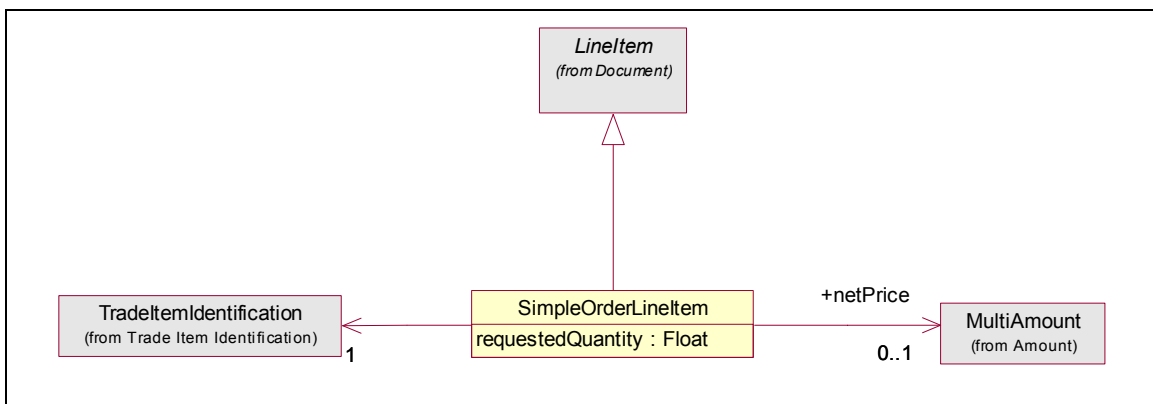 LineItem
(from Document)
TradeItemIdentification
(from Trade Item Identification)
1
SimpleOrderLineItem
requestedQuantity : Float
+netPrice
0..1
MultiAmount
(from Amount)